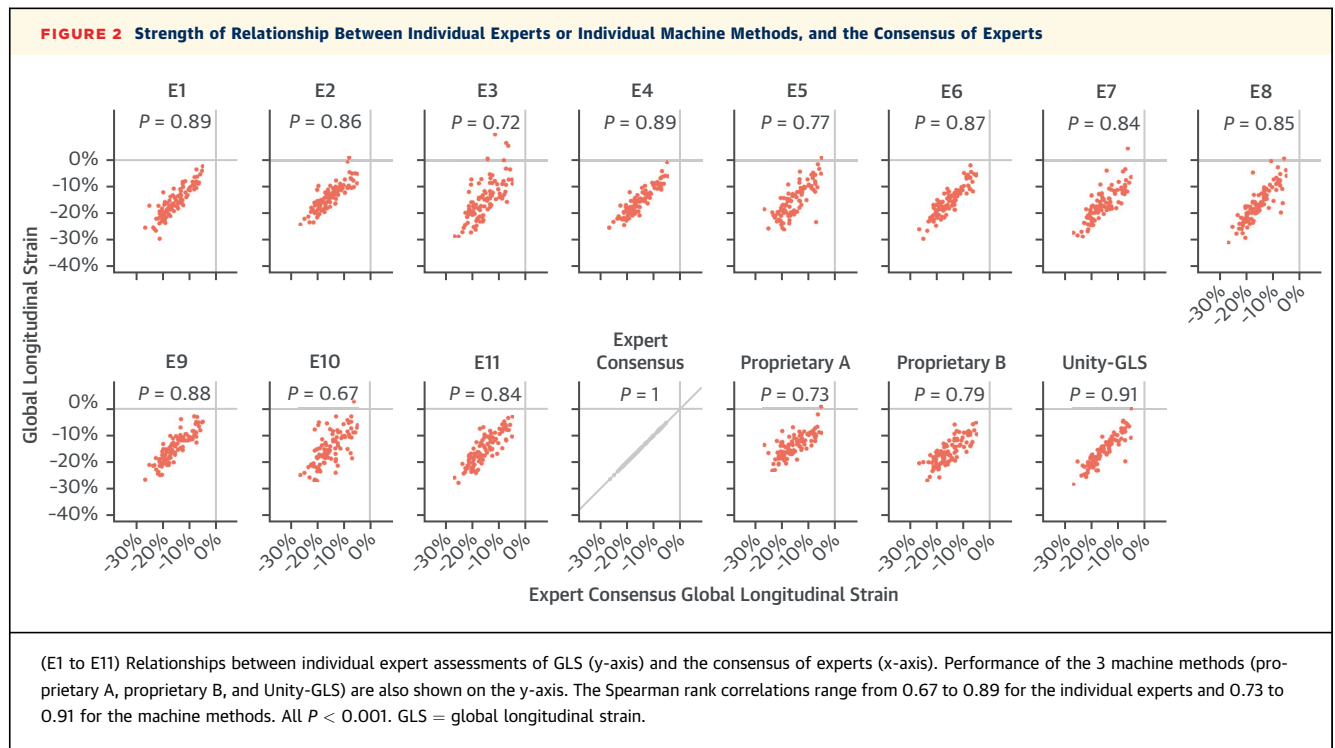 FIGURE 2 Strength of Relationship Between Individual Experts or Individual Machine Methods, and the Consensus of Experts
E1 E2 E3 E4 E5 E6 E7 E8
P = 0.89 P = 0.86 P = 0.72 P = 0.89 P = 0.77 P = 0.87 P = 0.84 P = 0.85
0%
-10%
-20%
-30%
-40%
-30% -20% -10% 0%
Global Longitudinal Strain
E9 E10 E11 Expert Consensus Proprietary A Proprietary B Unity-GLS
P = 0.88 P = 0.67 P = 0.84 P = 1 P = 0.73 P = 0.79 P = 0.91
0%
-10%
-20%
-30%
-40%
-30% -20% -10% 0% -30% -20% -10% 0% -30% -20% -10% 0% -30% -20% -10% 0% -30% -20% -10% 0% -30% -20% -10% 0% -30% -20% -10% 0%
Expert Consensus Global Longitudinal Strain
(E1 to E11) Relationships between individual expert assessments of GLS (y-axis) and the consensus of experts (x-axis). Performance of the 3 machine methods (pro-
prietary A, proprietary B, and Unity-GLS) are also shown on the y-axis. The Spearman rank correlations range from 0.67 to 0.89 for the individual experts and 0.73 to
0.91 for the machine methods. All P < 0.001. GLS = global longitudinal strain.